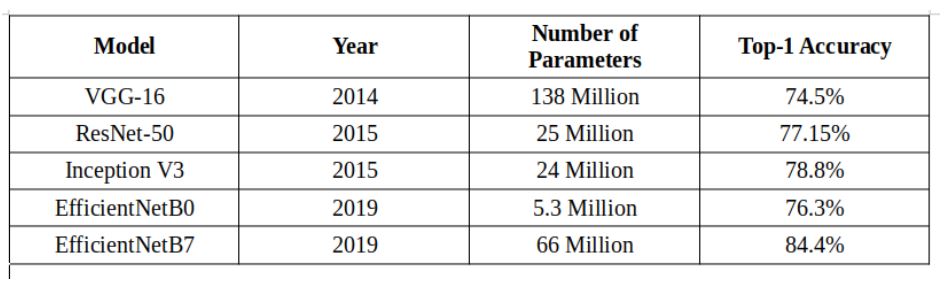 Model Year Number of Parameters Top-1 Accuracy
VGG-16 2014 138 Million 74.5%
ResNet-50 2015 25 Million 77.15%
Inception V3 2015 24 Million 78.8%
EfficientNetB0 2019 5.3 Million 76.3%
EfficientNetB7 2019 66 Million 84.4%